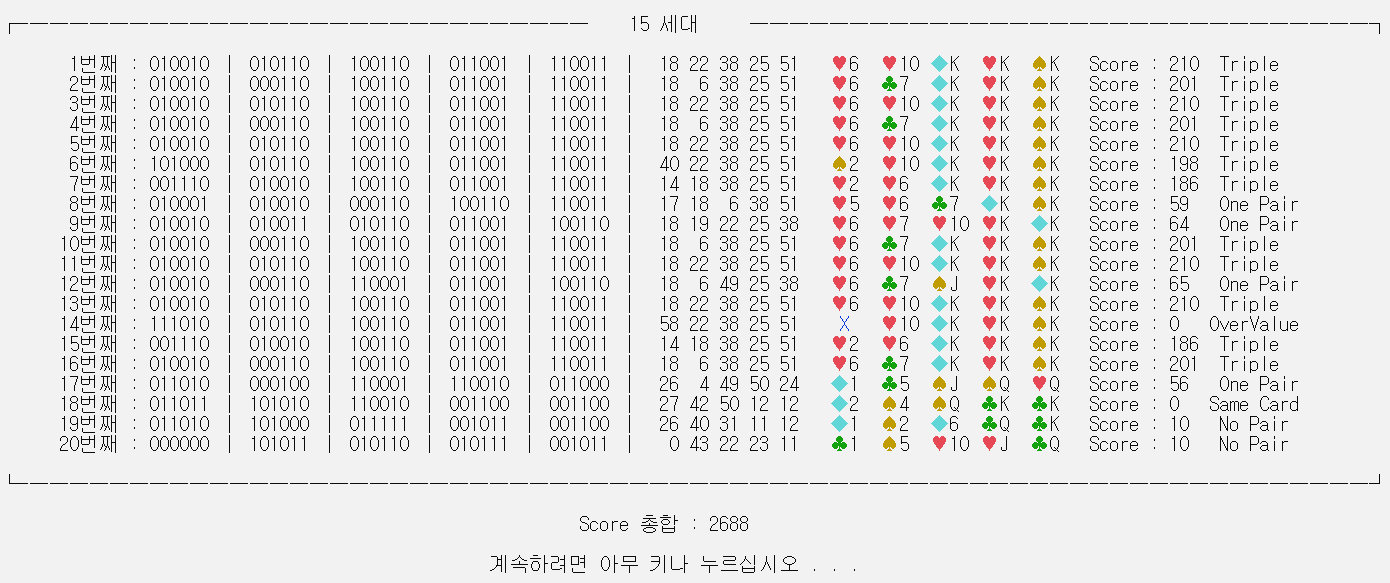 15 세대
1번째 : 010010 | 010110 | 100110 | 011001 | 110011 | 18 22 38 25 51 ♥6 ♥10 ◆K ♥K ♠K Score : 210 Triple
2번째 : 010010 | 000110 | 100110 | 011001 | 110011 | 18 6 38 25 51 ♥6 ♣7 ◆K ♥K ♠K Score : 201 Triple
3번째 : 010010 | 010110 | 100110 | 011001 | 110011 | 18 22 38 25 51 ♥6 ♥10 ◆K ♥K ♠K Score : 210 Triple
4번째 : 010010 | 000110 | 100110 | 011001 | 110011 | 18 6 38 25 51 ♥6 ♣7 ◆K ♥K ♠K Score : 201 Triple
5번째 : 010010 | 010110 | 100110 | 011001 | 110011 | 18 22 38 25 51 ♥6 ♥10 ◆K ♥K ♠K Score : 210 Triple
6번째 : 101000 | 010110 | 100110 | 011001 | 110011 | 40 22 38 25 51 ♠2 ♥10 ◆K ♥K ♠K Score : 198 Triple
7번째 : 001110 | 010010 | 100110 | 011001 | 110011 | 14 18 38 25 51 ♥2 ♥6 ◆K ♥K ♠K Score : 186 Triple
8번째 : 010001 | 010010 | 000110 | 100110 | 110011 | 17 18 6 38 51 ♥5 ♥6 ♣7 ◆K ♠K Score : 59 One Pair
9번째 : 010010 | 010011 | 010110 | 011001 | 100110 | 18 19 22 25 38 ♥6 ♥7 ♥10 ♥K ◆K Score : 64 One Pair
10번째 : 010010 | 000110 | 100110 | 011001 | 110011 | 18 6 38 25 51 ♥6 ♣7 ◆K ♥K ♠K Score : 201 Triple
11번째 : 010010 | 010110 | 100110 | 011001 | 110011 | 18 22 38 25 51 ♥6 ♥10 ◆K ♥K ♠K Score : 210 Triple
12번째 : 010010 | 000110 | 110001 | 011001 | 100110 | 18 6 49 25 38 ♥6 ♣7 ♠J ♥K ◆K Score : 65 One Pair
13번째 : 010010 | 010110 | 100110 | 011001 | 110011 | 18 22 38 25 51 ♥6 ♥10 ◆K ♥K ♠K Score : 210 Triple
14번째 : 111010 | 010110 | 100110 | 011001 | 110011 | 58 22 38 25 51 X ♥10 ◆K ♥K ♠K Score : 0 OverValue
15번째 : 001110 | 010010 | 100110 | 011001 | 110011 | 14 18 38 25 51 ♥2 ♥6 ◆K ♥K ♠K Score : 186 Triple
16번째 : 010010 | 000110 | 100110 | 011001 | 110011 | 18 6 38 25 51 ♥6 ♣7 ◆K ♥K ♠K Score : 201 Triple
17번째 : 011010 | 000100 | 110001 | 110010 | 011000 | 26 4 49 50 24 ◆1 ♣5 ♠J ♠Q ♥Q Score : 56 One Pair
18번째 : 011011 | 101010 | 110010 | 001100 | 001100 | 27 42 50 12 12 ◆2 ♠4 ♠Q ♣K ♣K Score : 0 Same Card
19번째 : 011010 | 101000 | 011111 | 001011 | 001100 | 26 40 31 11 12 ◆1 ♠2 ◆6 ♣Q ♣K Score : 10 No Pair
20번째 : 000000 | 101011 | 010110 | 010111 | 001011 | 0 43 22 23 11 ♣1 ♠5 ♥10 ♥J ♣Q Score : 10 No Pair
Score 총합 : 2688
계속하려면 아무 키나 누르십시오 . . .